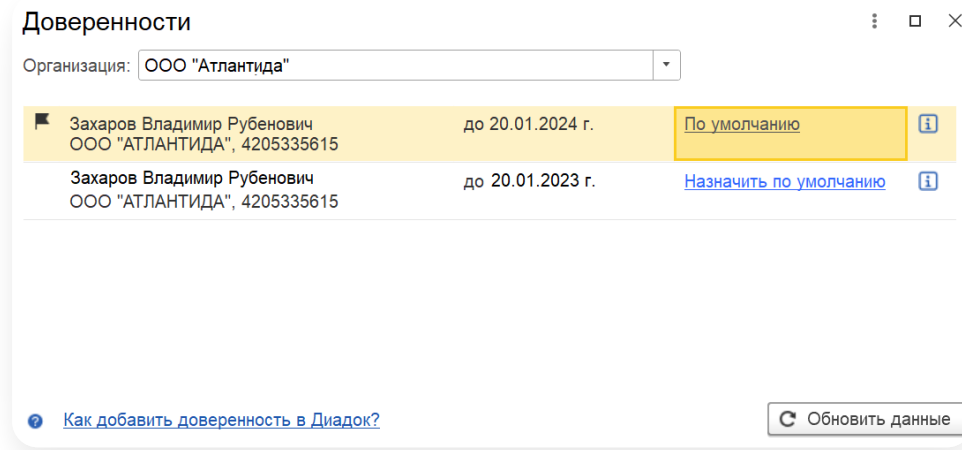 Доверенности
Организация: ООО "Атлантида"
Захаров Владимир Рубенович до 20.01.2024 г. По умолчанию
ООО "АТЛАНТИДА", 4205335615
Захаров Владимир Рубенович до 20.01.2023 г. Назначить по умолчанию
ООО "АТЛАНТИДА", 4205335615
Как добавить доверенность в Диадок? Обновить данные